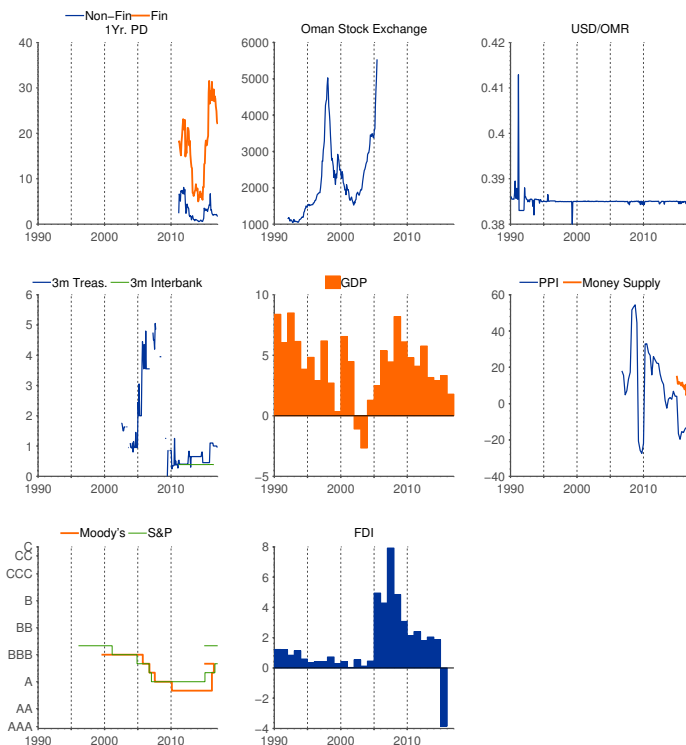 Non−Fin Fin
1Yr. PD
40
30
20
10
0
1990 2000 2010
Oman Stock Exchange
6000
5000
4000
3000
2000
1000
1990 2000 2010
USD/OMR
0.42
0.41
0.4
0.39
0.38
1990 2000 2010
3m Treas. 3m Interbank
6
5
4
3
2
1
0
1990 2000 2010
GDP
10
5
0
−5
1990 2000 2010
PPI Money Supply
60
40
20
0
−20
−40
1990 2000 2010
Moody's S&P
C
CC
CCC
B
BB
BBB
A
AA
AAA
1990 2000 2010
FDI
8
6
4
2
0
−2
−4
1990 2000 2010